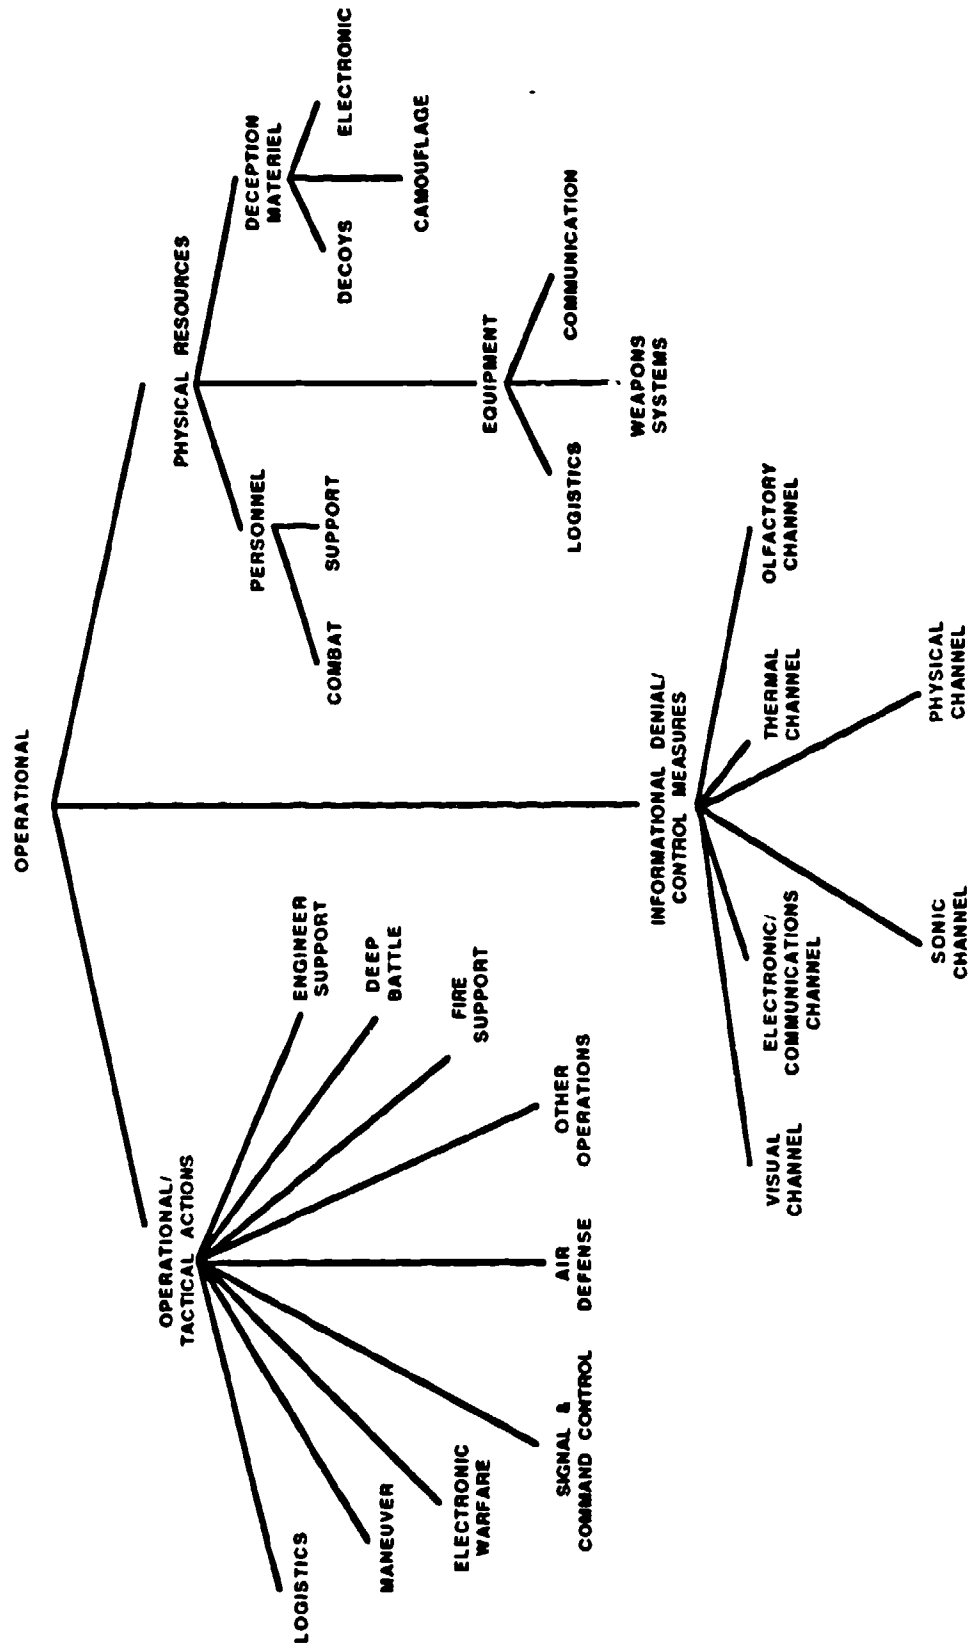 OPERATIONAL
OPERATIONAL/
TACTICAL ACTIONS
LOGISTICS
MANEUVER
ELECTRONIC
WARFARE
SIGNAL &
COMMAND CONTROL
AIR
DEFENSE
OTHER
OPERATIONS
FIRE
SUPPORT
DEEP
BATTLE
ENGINEER
SUPPORT
INFORMATIONAL DENIAL/
CONTROL MEASURES
VISUAL
CHANNEL
ELECTRONIC/
COMMUNICATIONS
CHANNEL
SONIC
CHANNEL
PHYSICAL
CHANNEL
THERMAL
CHANNEL
OLFACTORY
CHANNEL
PHYSICAL RESOURCES
PERSONNEL
COMBAT
SUPPORT
EQUIPMENT
LOGISTICS
WEAPONS
SYSTEMS
COMMUNICATION
DECEPTION
MATERIEL
DECOYS
CAMOUFLAGE
ELECTRONIC